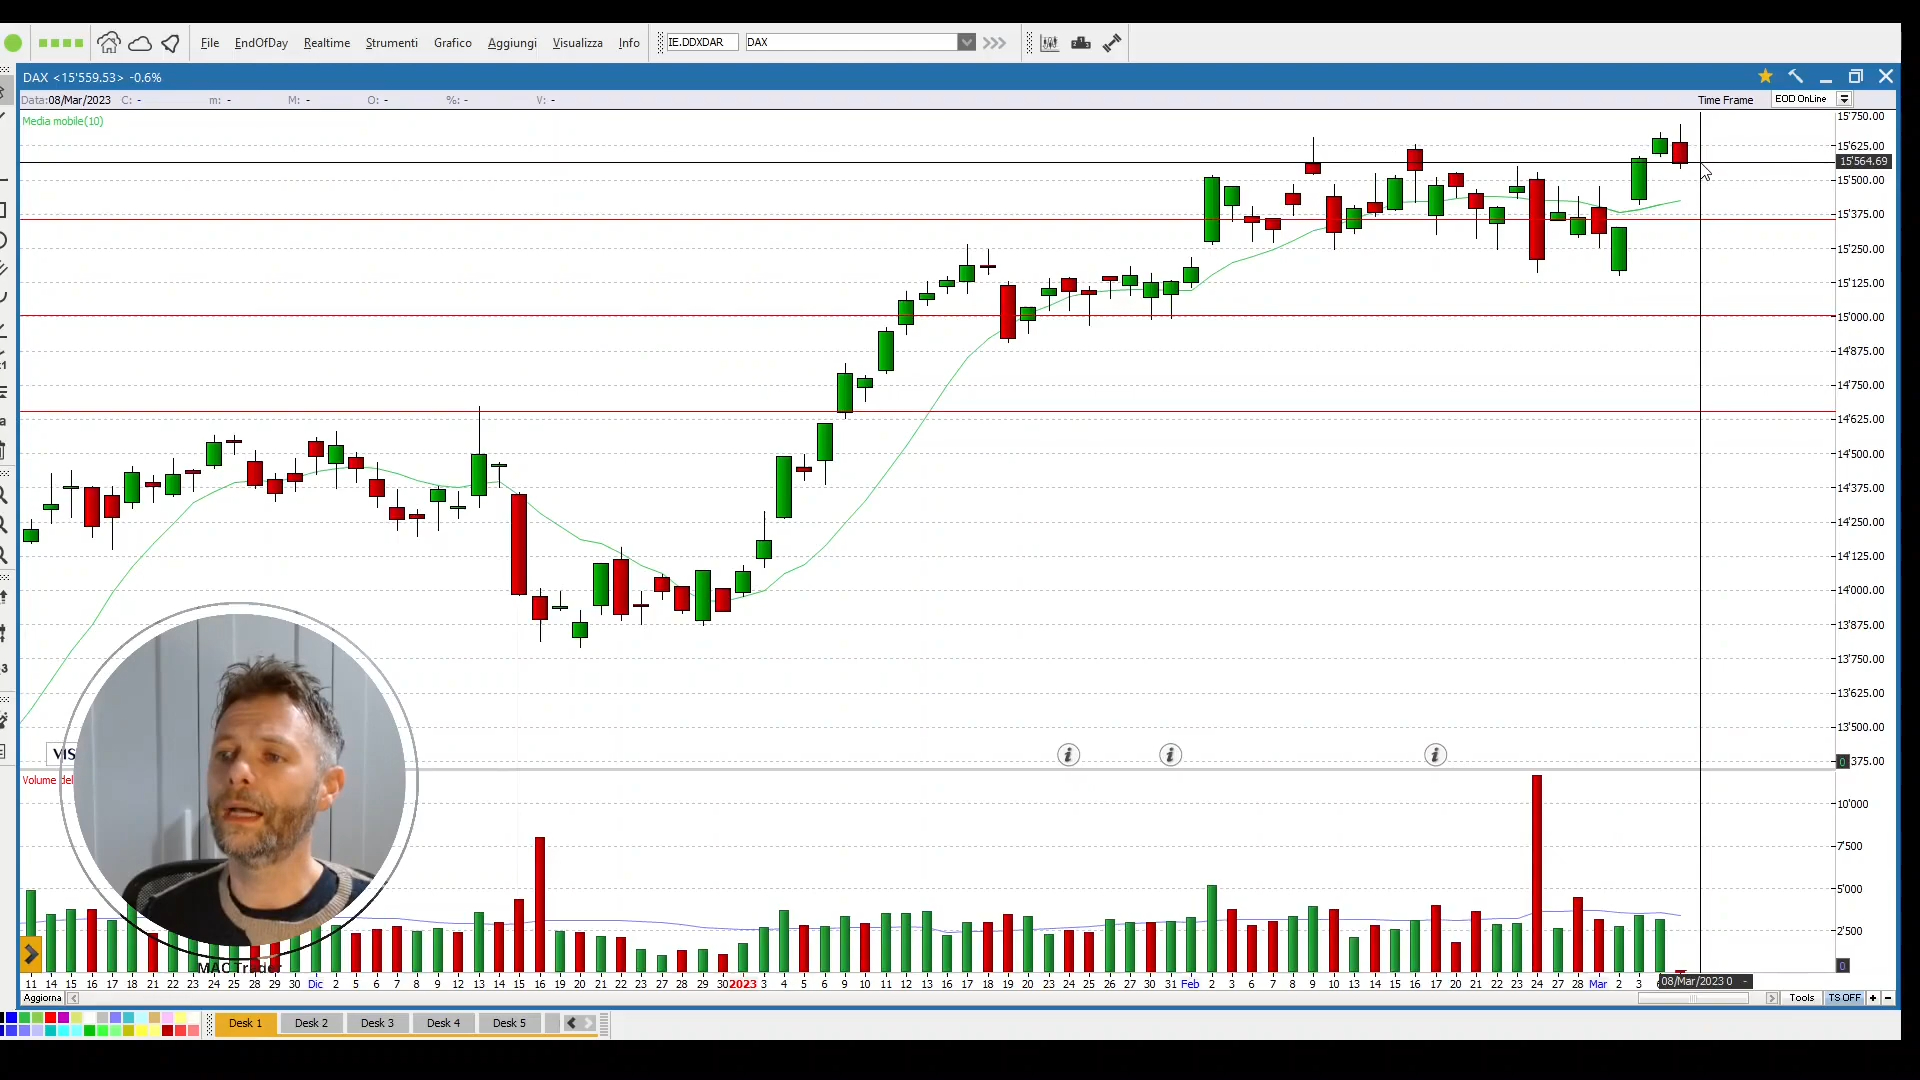 File EndOfDay Realtime Strumenti Grafico Aggiungi Visualizza Info IE.DDXDAR DAX
DAX <15'559.53> -0.6%
Data:08/Mar/2023 C: - m: - M: - O: - %: - V: - Time Frame EOD OnLine
Media mobile(10)
15'750.00
15'625.00
15'564.69
15'500.00
15'375.00
15'250.00
15'125.00
15'000.00
14'875.00
14'750.00
14'625.00
14'500.00
14'375.00
14'250.00
14'125.00
14'000.00
13'875.00
13'750.00
13'625.00
13'500.00
0 375.00
VIS
Volume del
10'000
7'500
5'000
2'500
0
MAC Trader
11 14 15 16 17 18 21 22 23 24 25 28 29 30 Dic 2 5 6 7 8 9 12 13 14 15 16 19 20 21 22 23 27 28 29 30 2023 3 4 5 6 9 10 11 12 13 16 17 18 19 20 23 24 25 26 27 30 31 Feb 2 3 6 7 8 9 10 13 14 15 16 17 20 21 22 23 24 27 28 Mar 2 3
08/Mar/2023 0 -
Aggiorna Tools TS OFF + -
Desk 1 Desk 2 Desk 3 Desk 4 Desk 5